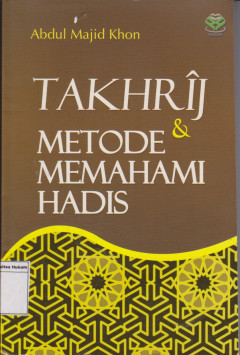 Abdul Majid Khon
TAKHRÎJ
&
METODE
MEMAHAMI
HADIS